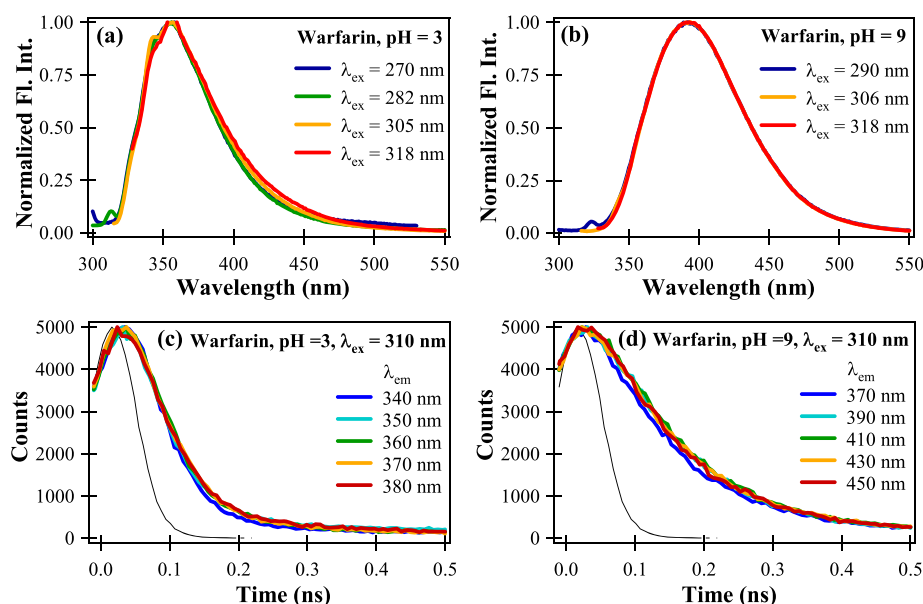 (a) Warfarin, pH = 3
λex = 270 nm
λex = 282 nm
λex = 305 nm
λex = 318 nm
Normalized Fl. Int.
1.00
0.75
0.50
0.25
0.00
300 350 400 450 500 550
Wavelength (nm)
(b) Warfarin, pH = 9
λex = 290 nm
λex = 306 nm
λex = 318 nm
Normalized Fl. Int.
1.00
0.75
0.50
0.25
0.00
300 350 400 450 500 550
Wavelength (nm)
(c) Warfarin, pH =3, λex = 310 nm
λem
340 nm
350 nm
360 nm
370 nm
380 nm
Counts
5000
4000
3000
2000
1000
0
0.0 0.1 0.2 0.3 0.4 0.5
Time (ns)
(d) Warfarin, pH =9, λex = 310 nm
λem
370 nm
390 nm
410 nm
430 nm
450 nm
Counts
5000
4000
3000
2000
1000
0
0.0 0.1 0.2 0.3 0.4 0.5
Time (ns)